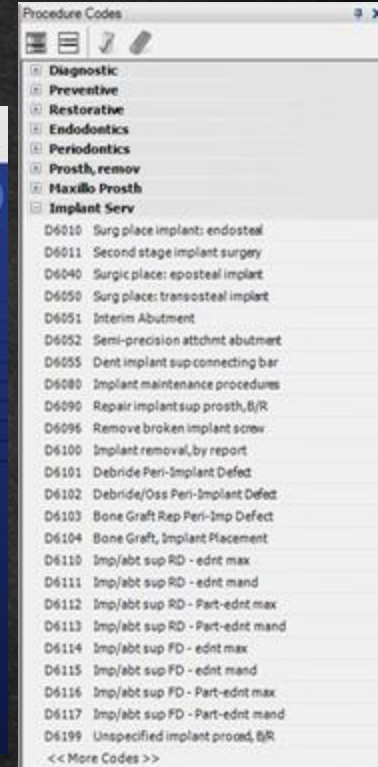 Procedure Codes
Diagnostic
Preventive
Restorative
Endodontics
Periodontics
Prosth, remov
Maxillo Prosth
Implant Serv
D6010 Surg place implant: endosteal
D6011 Second stage implant surgery
D6040 Surgic place: eposteal implant
D6050 Surg place: transosteal implant
D6051 Interim Abutment
D6052 Semi-precision attchmt abutment
D6055 Dent implant sup connecting bar
D6080 Implant maintenance procedures
D6090 Repair implant sup prosth, B/R
D6096 Remove broken implant screw
D6100 Implant removal, by report
D6101 Debride Peri-Implant Defect
D6102 Debride/Oss Peri-Implant Defect
D6103 Bone Graft Rep Peri-Imp Defect
D6104 Bone Graft, Implant Placement
D6110 Imp/abt sup RD - ednt max
D6111 Imp/abt sup RD - ednt mand
D6112 Imp/abt sup RD - Part-ednt max
D6113 Imp/abt sup RD - Part-ednt mand
D6114 Imp/abt sup FD - ednt max
D6115 Imp/abt sup FD - ednt mand
D6116 Imp/abt sup FD - Part-ednt max
D6117 Imp/abt sup FD - Part-ednt mand
D6199 Unspecified implant proced, B/R
<< More Codes >>